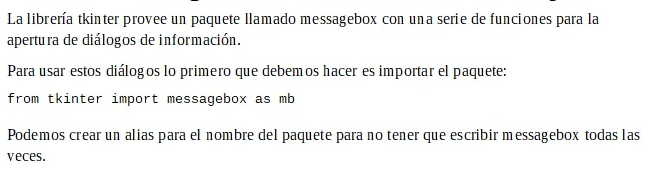 La librería tkinter provee un paquete llamado messagebox con una serie de funciones para la
apertura de diálogos de información.
Para usar estos diálogos lo primero que debemos hacer es importar el paquete:
from tkinter import messagebox as mb
Podemos crear un alias para el nombre del paquete para no tener que escribir messagebox todas las
veces.